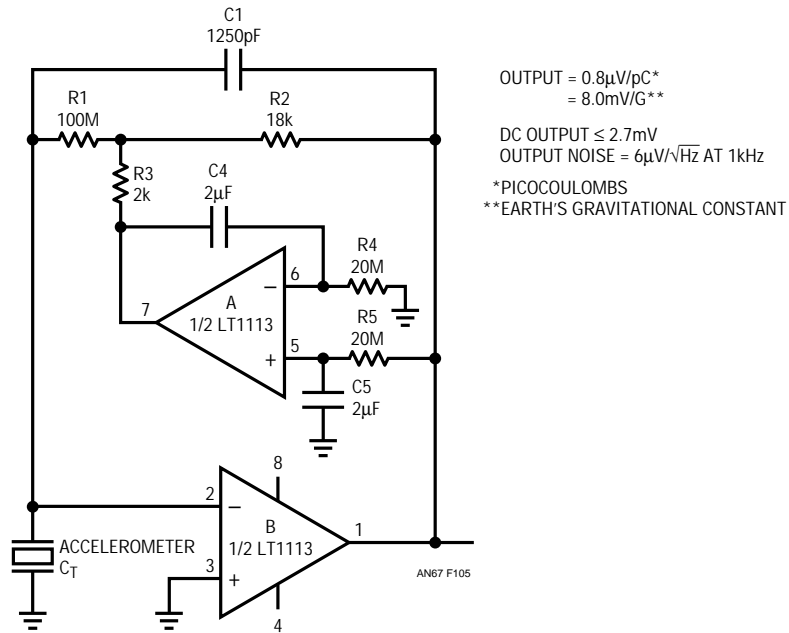 C1
1250pF
R1
100M
R2
18k
R3
2k
C4
2µF
R4
20M
6
−
A
1/2 LT1113
7
5
+
R5
20M
C5
2µF
8
2
−
B
1/2 LT1113
1
3
+
4
ACCELEROMETER
CT
AN67 F105
OUTPUT = 0.8µV/pC*
= 8.0mV/G**
DC OUTPUT ≤ 2.7mV
OUTPUT NOISE = 6µV/√Hz AT 1kHz
*PICOCOULOMBS
**EARTH'S GRAVITATIONAL CONSTANT